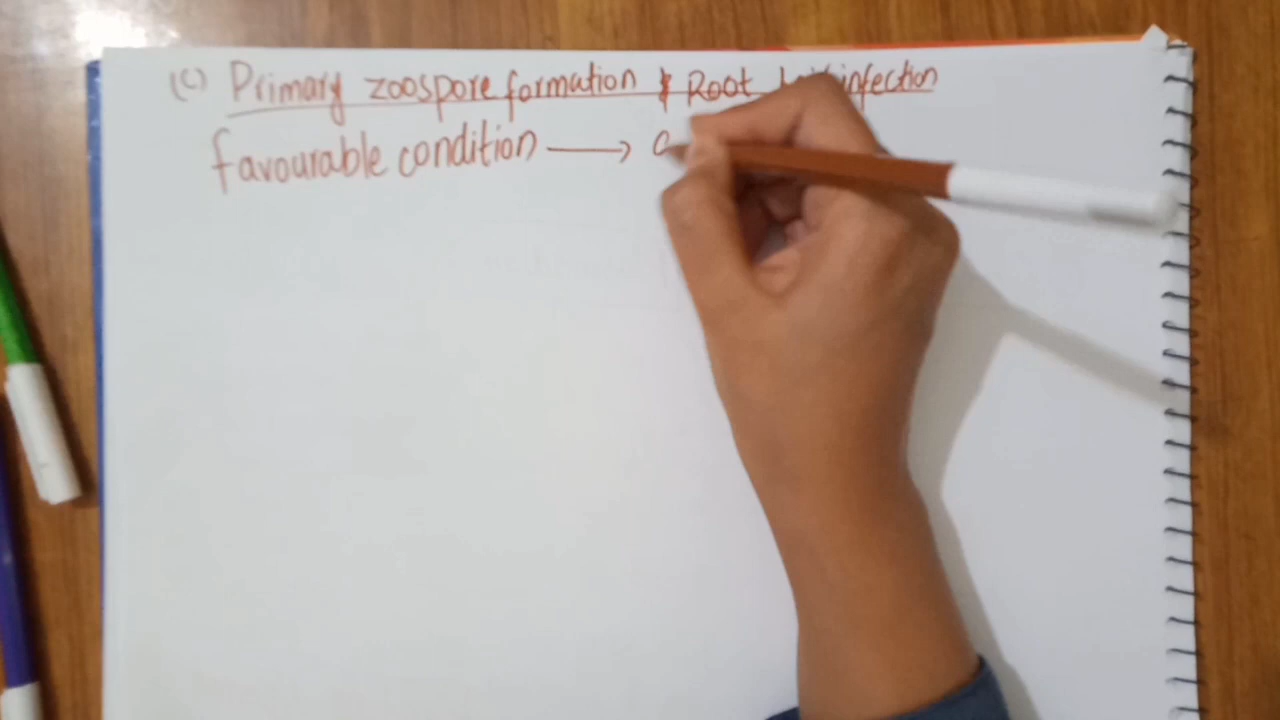 (C) Primary zoospore formation & Root infection
favourable condition →